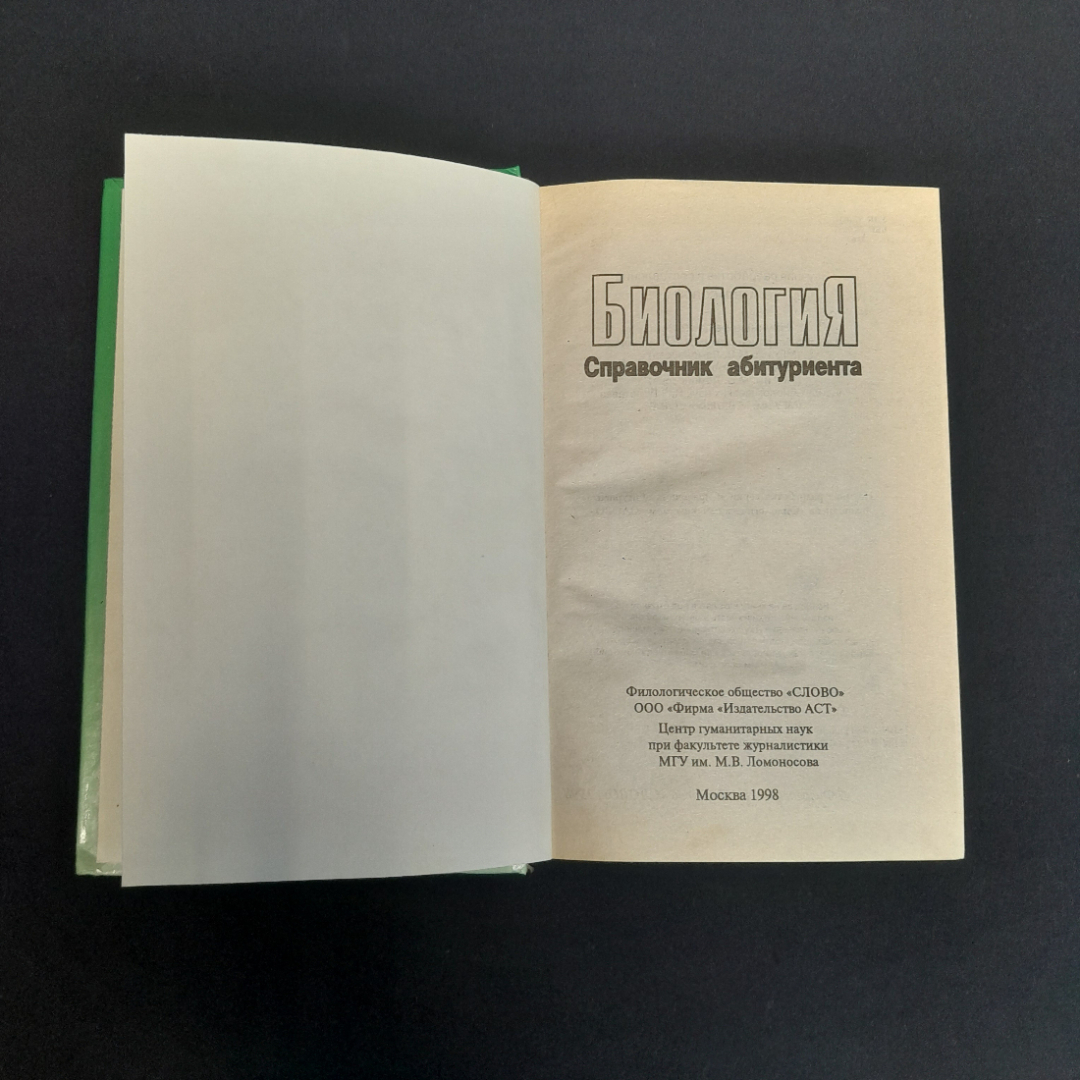 БИОЛОГИЯ
Справочник абитуриента
Филологическое общество «СЛОВО»
ООО «Фирма «Издательство АСТ»
Центр гуманитарных наук
при факультете журналистики
МГУ им. М.В. Ломоносова
Москва 1998